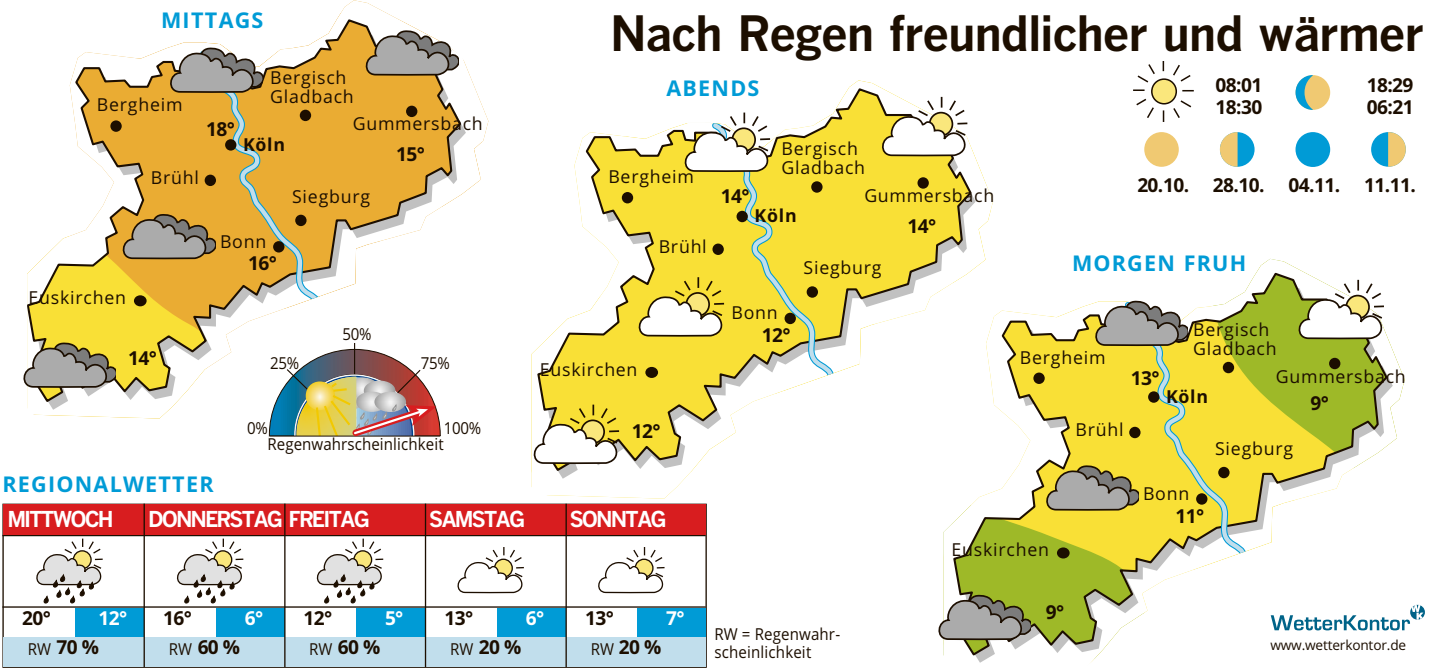 Nach Regen freundlicher und wärmer
08:01
18:30
18:29
06:21
20.10.
28.10.
04.11.
11.11.
MITTAGS
Bergheim
Bergisch
Gladbach
Gummersbach
18°
Köln
15°
Brühl
Siegburg
Bonn
16°
Euskirchen
14°
ABENDS
Bergheim
Bergisch
Gladbach
Gummersbach
14°
Köln
14°
Brühl
Siegburg
Bonn
12°
Euskirchen
12°
MORGEN FRUH
Bergheim
Bergisch
Gladbach
Gummersbach
13°
Köln
9°
Brühl
Siegburg
Bonn
11°
Euskirchen
9°
0%
25%
50%
75%
100%
Regenwahrscheinlichkeit
REGIONALWETTER
MITTWOCH DONNERSTAG FREITAG SAMSTAG SONNTAG
20° 12° 16° 6° 12° 5° 13° 6° 13° 7°
RW 70 % RW 60 % RW 60 % RW 20 % RW 20 %
RW = Regenwahr-
scheinlichkeit
WetterKontor
www.wetterkontor.de